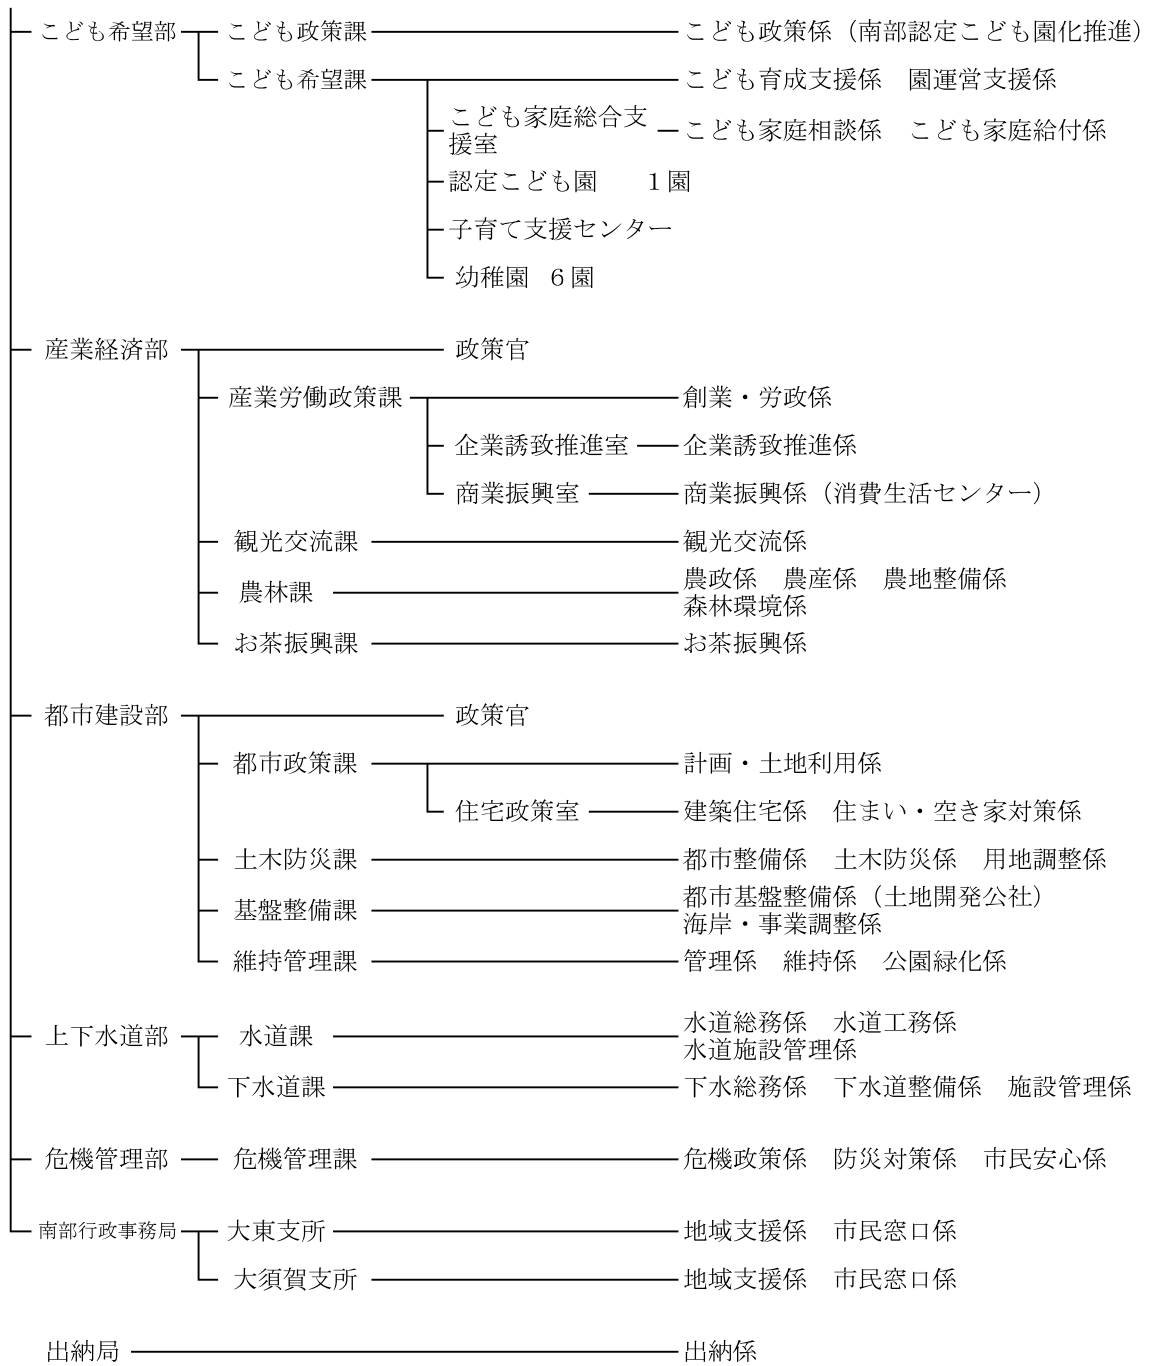 こども希望部 こども政策課 こども政策係（南部認定こども園化推進）
こども希望課 こども育成支援係　園運営支援係
こども家庭総合支
援室
こども家庭相談係　こども家庭給付係
認定こども園　　１園
子育て支援センター
幼稚園　６園
産業経済部 政策官
産業労働政策課 創業・労政係
企業誘致推進室 企業誘致推進係
商業振興室 商業振興係（消費生活センター）
観光交流課 観光交流係
農林課
農政係　農産係　農地整備係
森林環境係
お茶振興課 お茶振興係
都市建設部 政策官
都市政策課 計画・土地利用係
住宅政策室 建築住宅係　住まい・空き家対策係
土木防災課 都市整備係　土木防災係　用地調整係
基盤整備課
都市基盤整備係（土地開発公社）
海岸・事業調整係
維持管理課 管理係　維持係　公園緑化係
上下水道部 水道課
水道総務係　水道工務係
水道施設管理係
下水道課 下水総務係　下水道整備係　施設管理係
危機管理部 危機管理課 危機政策係　防災対策係　市民安心係
南部行政事務局 大東支所 地域支援係　市民窓口係
大須賀支所 地域支援係　市民窓口係
出納局 出納係